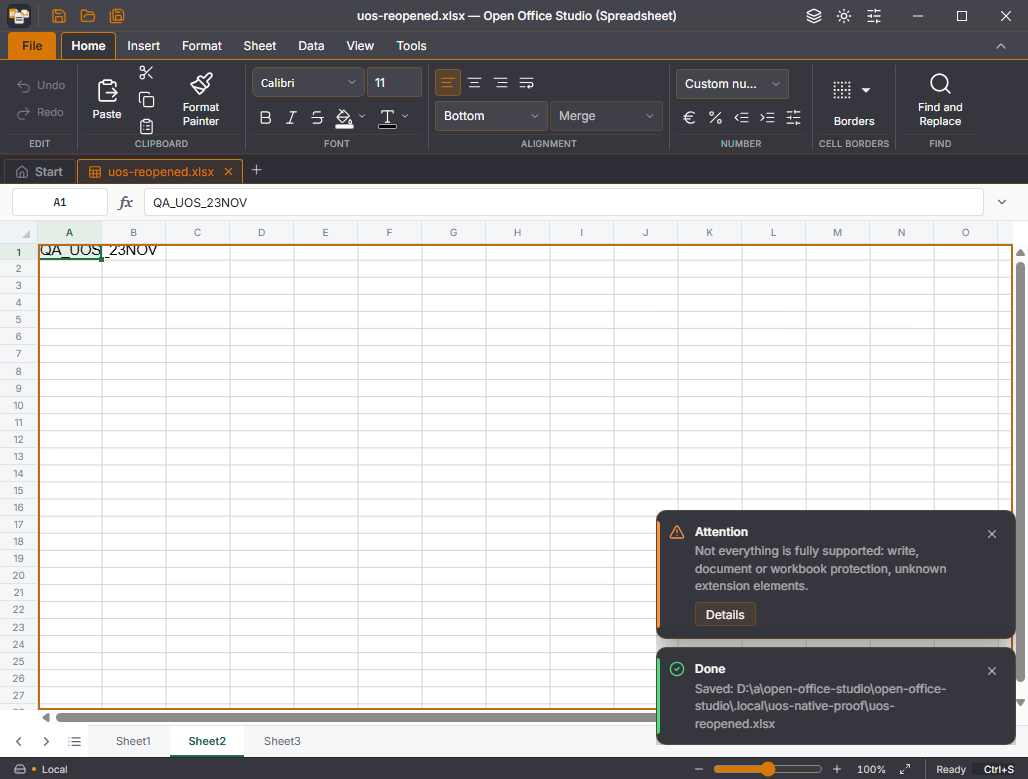 uos-reopened.xlsx — Open Office Studio (Spreadsheet)
File Home Insert Format Sheet Data View Tools
Undo
Redo
EDIT
Paste
Format Painter
CLIPBOARD
Calibri 11
B I S T
FONT
Bottom Merge
ALIGNMENT
Custom nu...
€ %
NUMBER
Borders
CELL BORDERS
Find and Replace
FIND
Start uos-reopened.xlsx
A1 fx QA_UOS_23NOV
A B C D E F G H I J K L M N O
1 QA_UOS_23NOV
2
3
4
5
6
7
8
9
10
11
12
13
14
15
16
17
18
19
20
21
22
23
24
25
26
27
Attention
Not everything is fully supported: write,
document or workbook protection, unknown
extension elements.
Details
Done
Saved: D:\a\open-office-studio\open-office-
studio\.local\uos-native-proof\uos-
reopened.xlsx
Sheet1 Sheet2 Sheet3
Local 100% Ready Ctrl+S